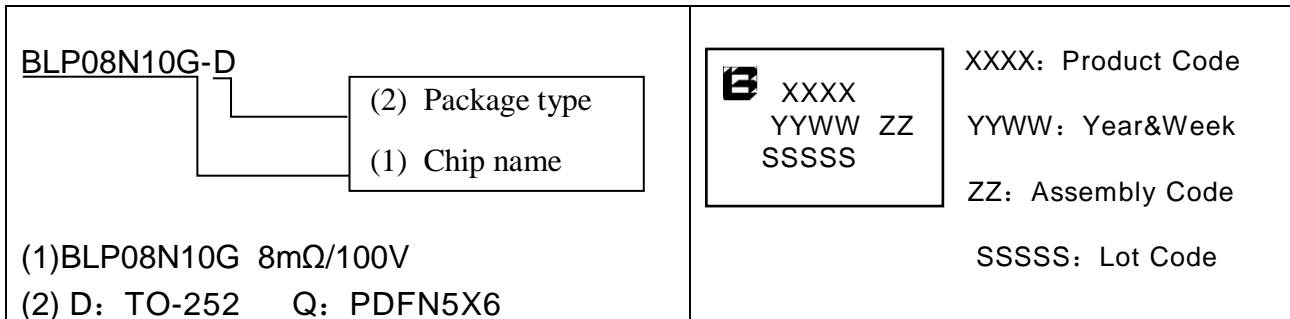 BLP08N10G-D
(2) Package type
(1) Chip name
(1)BLP08N10G 8mΩ/100V
(2) D：TO-252 Q：PDFN5X6
XXXX
YYWW ZZ
SSSSS
XXXX：Product Code
YYWW：Year&Week
ZZ：Assembly Code
SSSSS：Lot Code